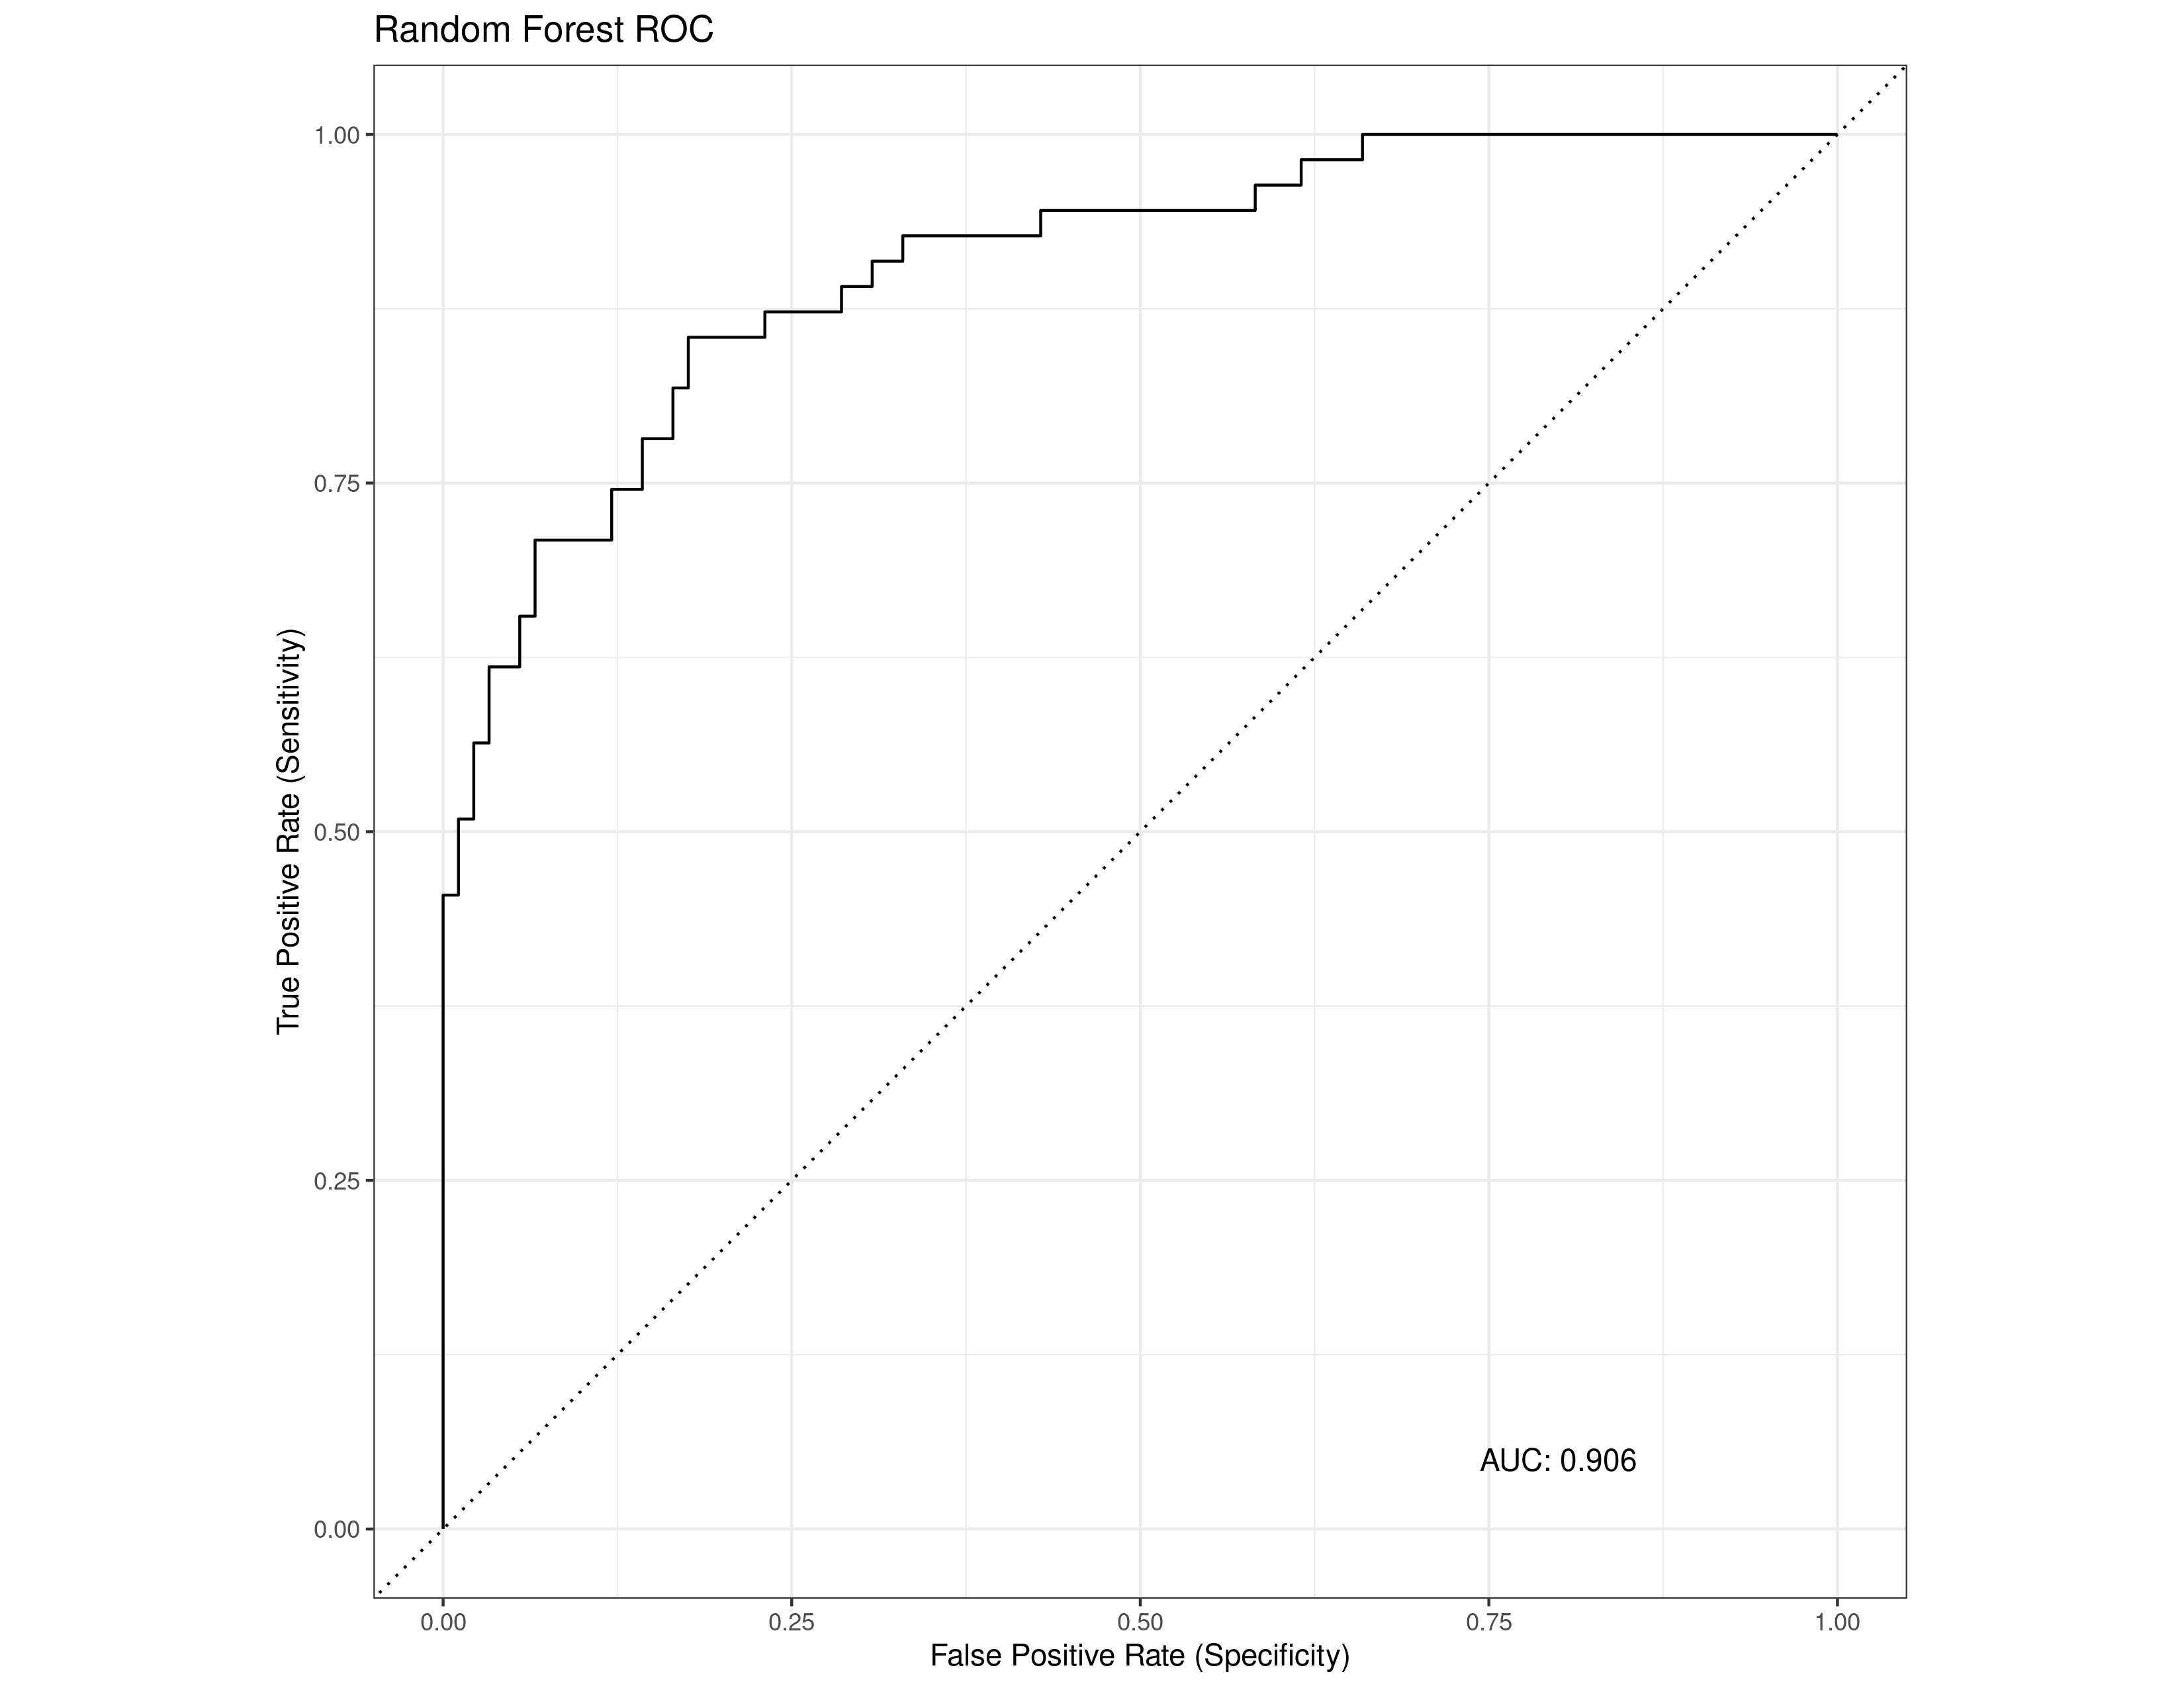 Random Forest ROC
1.00
0.75
0.50
0.25
0.00
True Positive Rate (Sensitivity)
AUC: 0.906
0.00 0.25 0.50 0.75 1.00
False Positive Rate (Specificity)